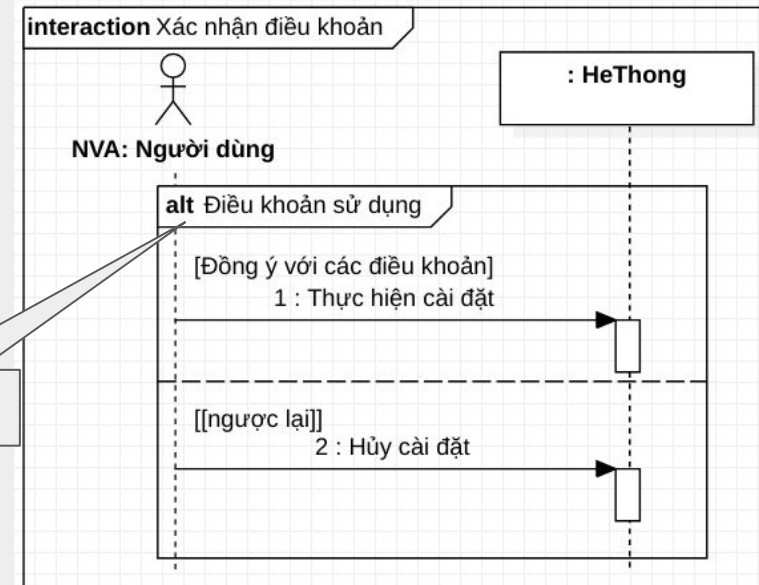 interaction Xác nhận điều khoản
: HeThong
NVA: Người dùng
alt Điều khoản sử dụng
[Đồng ý với các điều khoản]
1 : Thực hiện cài đặt
[[ngược lại]]
2 : Hủy cài đặt